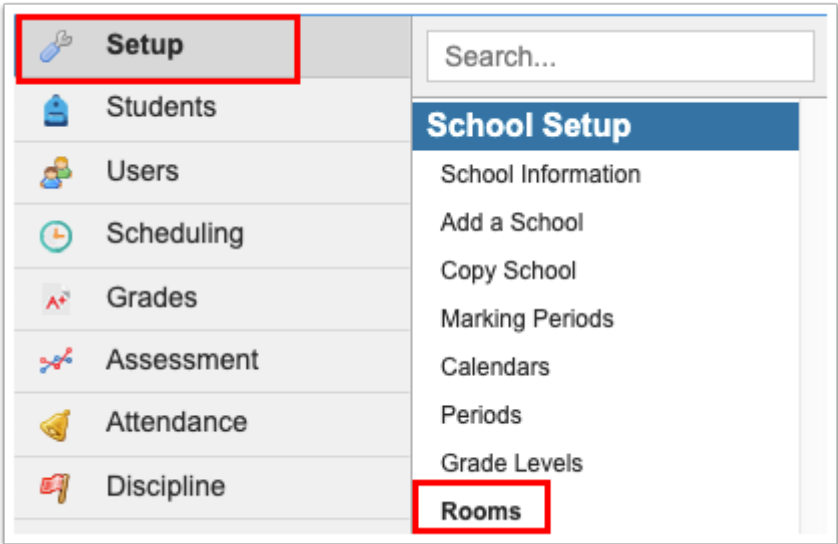 Setup
Students
Users
Scheduling
Grades
Assessment
Attendance
Discipline
Search...
School Setup
School Information
Add a School
Copy School
Marking Periods
Calendars
Periods
Grade Levels
Rooms